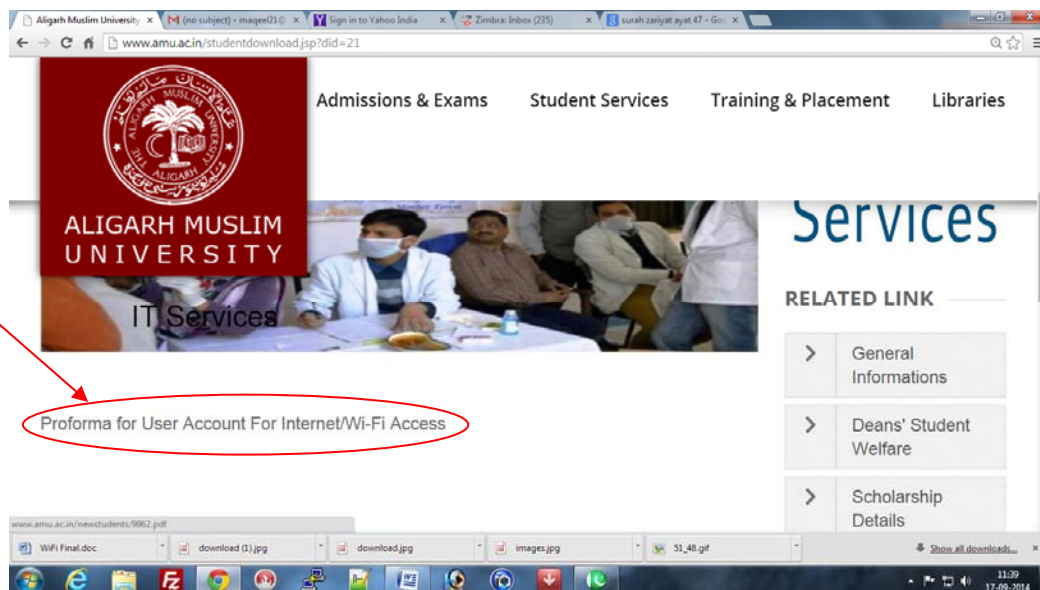 Aligarh Muslim University
(no subject) - maqeel21@
Sign in to Yahoo India
Zimbra: Inbox (235)
surah zariyat ayat 47 - Goo
www.amu.ac.in/studentdownload.jsp?did=21
Admissions & Exams
Student Services
Training & Placement
Libraries
ALIGARH MUSLIM
UNIVERSITY
IT Services
Services
RELATED LINK
General
Informations
Proforma for User Account For Internet/Wi-Fi Access
Deans' Student
Welfare
Scholarship
Details
www.amu.ac.in/newstudents/9962.pdf
WiFi Final.doc
download (1).jpg
download.jpg
images.jpg
51_48.gif
Show all downloads...
11:39
17-09-2014